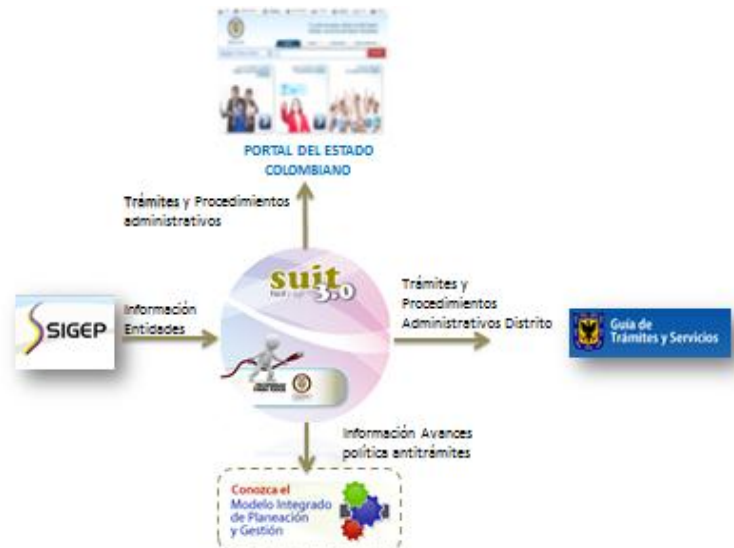 PORTAL DEL ESTADO
COLOMBIANO
Trámites y Procedimientos
administrativos
suit
3.0
Trámites y
Procedimientos
Administrativos Distrito
Información
Entidades
SIGEP
Guía de
Trámites y Servicios
Información Avances
política antitrámites
Conozca el
Modelo Integrado
de Planeación
y Gestión